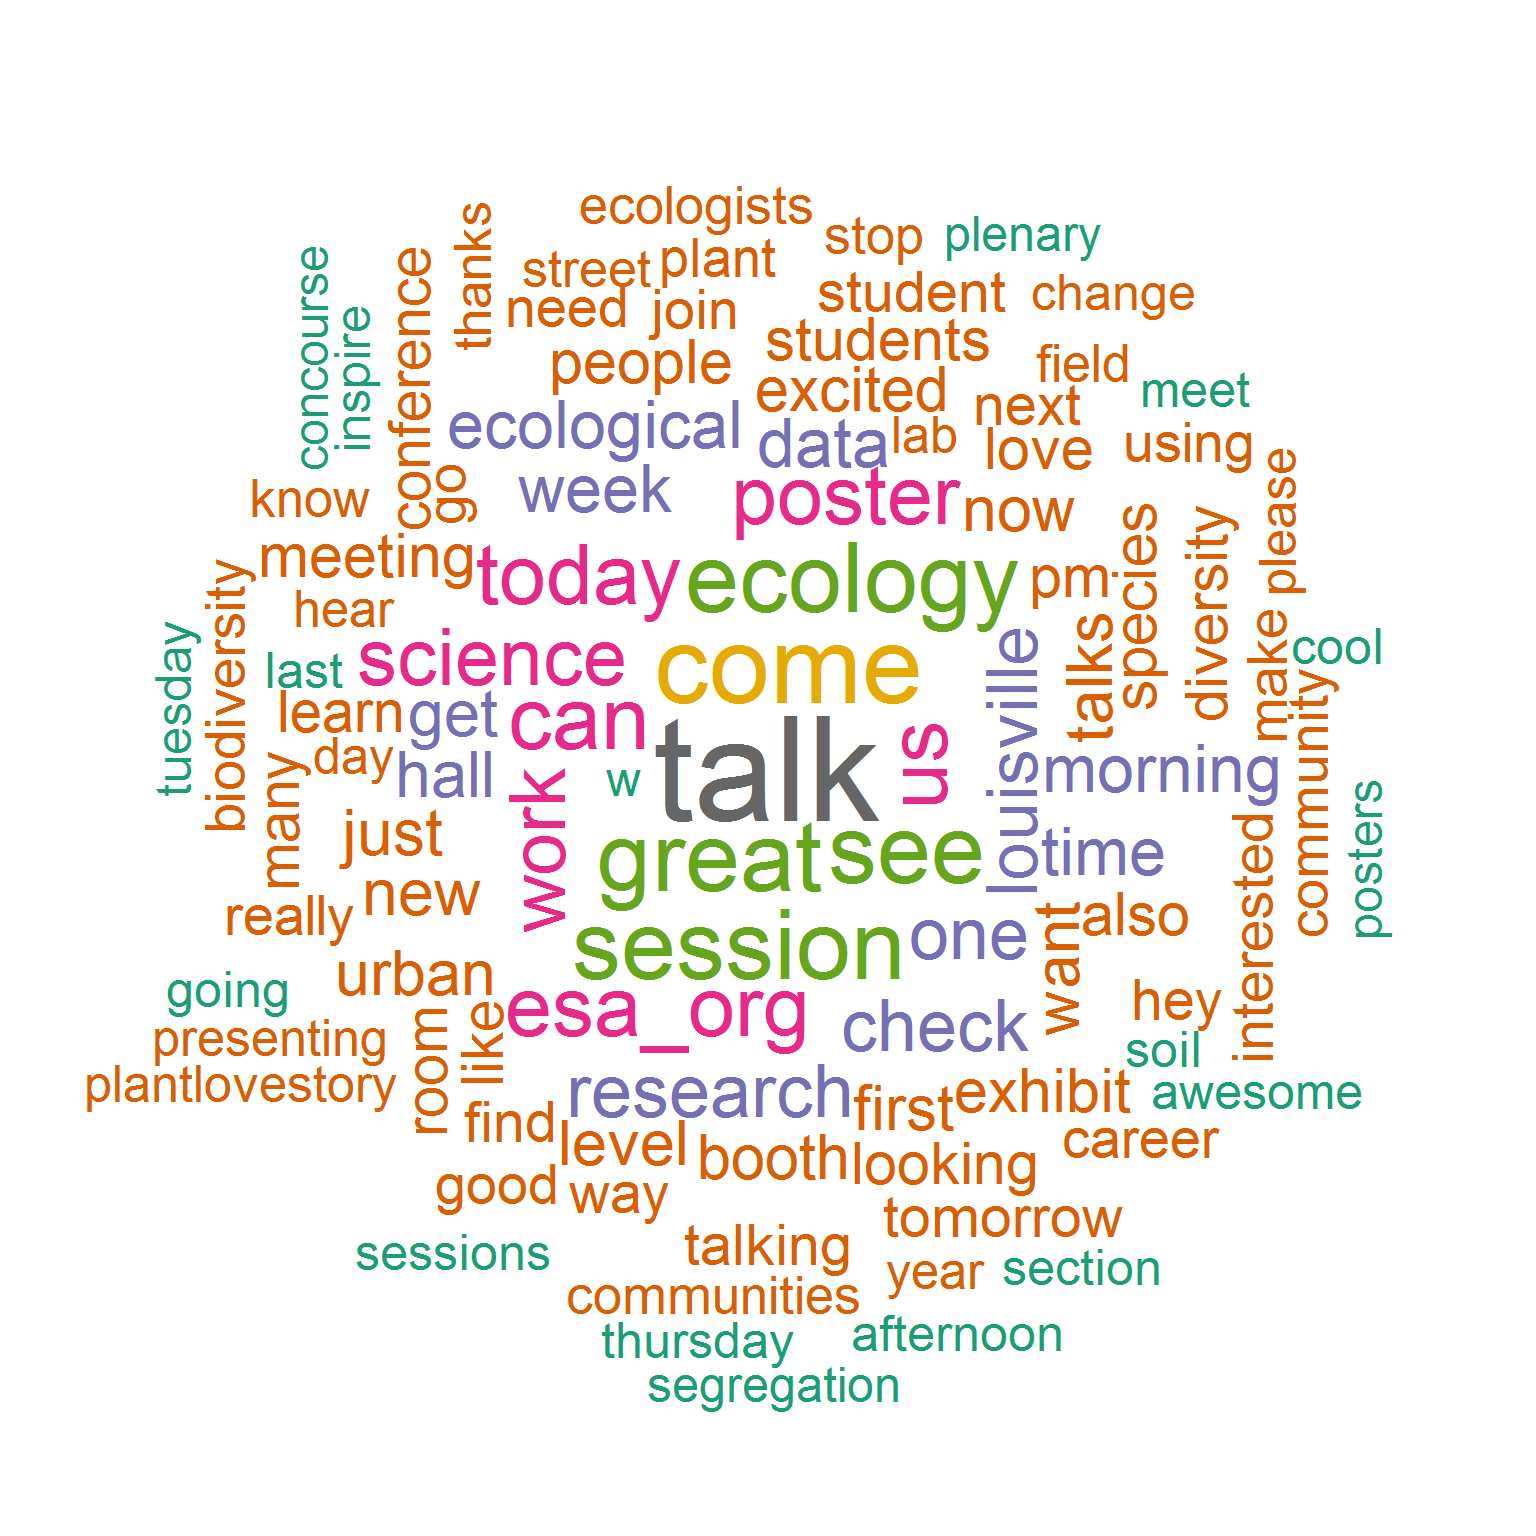 ecologists
thanks
stop
plenary
street
plant
concourse
inspire
conference
need
join
student
change
people
students
field
excited
next
meet
ecological
data
lab
love
using
know
go
week
poster
now
please
meeting
today
ecology
pm
species
diversity
hear
biodiversity
tuesday
last
science
come
louisville
talks
make
cool
learn
get
can
community
day
many
hall
w
talk
us
morning
just
work
great
see
time
posters
new
really
session
one
want
also
interested
going
urban
esa_org
check
hey
presenting
room
like
soil
plantlovestory
research
first
exhibit
awesome
find
level
booth
looking
career
good
way
tomorrow
sessions
talking
year
section
communities
thursday
afternoon
segregation